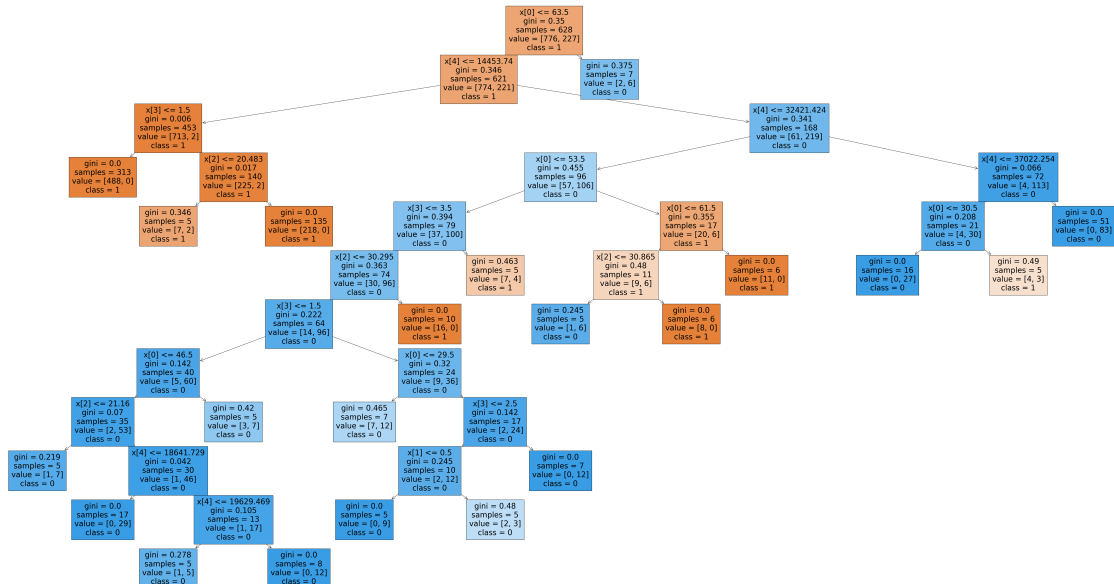 x[0] <= 63.5
gini = 0.35
samples = 628
value = [776, 227]
class = 1
x[4] <= 14453.74
gini = 0.346
samples = 621
value = [774, 221]
class = 1
gini = 0.375
samples = 7
value = [2, 6]
class = 0
x[3] <= 1.5
gini = 0.006
samples = 453
value = [713, 2]
class = 1
x[4] <= 32421.424
gini = 0.341
samples = 168
value = [61, 219]
class = 0
gini = 0.0
samples = 313
value = [488, 0]
class = 1
x[2] <= 20.483
gini = 0.017
samples = 140
value = [225, 2]
class = 1
x[0] <= 53.5
gini = 0.455
samples = 96
value = [57, 106]
class = 0
x[4] <= 37022.254
gini = 0.066
samples = 72
value = [4, 113]
class = 0
gini = 0.346
samples = 5
value = [7, 2]
class = 1
gini = 0.0
samples = 135
value = [218, 0]
class = 1
x[3] <= 3.5
gini = 0.394
samples = 79
value = [37, 100]
class = 0
x[0] <= 61.5
gini = 0.355
samples = 17
value = [20, 6]
class = 1
x[0] <= 30.5
gini = 0.208
samples = 21
value = [4, 30]
class = 0
gini = 0.0
samples = 51
value = [0, 83]
class = 0
x[2] <= 30.295
gini = 0.363
samples = 74
value = [30, 96]
class = 0
gini = 0.463
samples = 5
value = [7, 4]
class = 1
x[2] <= 30.865
gini = 0.48
samples = 11
value = [9, 6]
class = 1
gini = 0.0
samples = 6
value = [11, 0]
class = 1
gini = 0.0
samples = 16
value = [0, 27]
class = 0
gini = 0.49
samples = 5
value = [4, 3]
class = 1
x[3] <= 1.5
gini = 0.222
samples = 64
value = [14, 96]
class = 0
gini = 0.0
samples = 10
value = [16, 0]
class = 1
gini = 0.245
samples = 5
value = [1, 6]
class = 0
gini = 0.0
samples = 6
value = [8, 0]
class = 1
x[0] <= 46.5
gini = 0.142
samples = 40
value = [5, 60]
class = 0
x[0] <= 29.5
gini = 0.32
samples = 24
value = [9, 36]
class = 0
x[2] <= 21.16
gini = 0.07
samples = 35
value = [2, 53]
class = 0
gini = 0.42
samples = 5
value = [3, 7]
class = 0
gini = 0.465
samples = 7
value = [7, 12]
class = 0
x[3] <= 2.5
gini = 0.142
samples = 17
value = [2, 24]
class = 0
gini = 0.219
samples = 5
value = [1, 7]
class = 0
x[4] <= 18641.729
gini = 0.042
samples = 30
value = [1, 46]
class = 0
x[1] <= 0.5
gini = 0.245
samples = 10
value = [2, 12]
class = 0
gini = 0.0
samples = 7
value = [0, 12]
class = 0
gini = 0.0
samples = 17
value = [0, 29]
class = 0
x[4] <= 19629.469
gini = 0.105
samples = 13
value = [1, 17]
class = 0
gini = 0.0
samples = 5
value = [0, 9]
class = 0
gini = 0.48
samples = 5
value = [2, 3]
class = 0
gini = 0.278
samples = 5
value = [1, 5]
class = 0
gini = 0.0
samples = 8
value = [0, 12]
class = 0